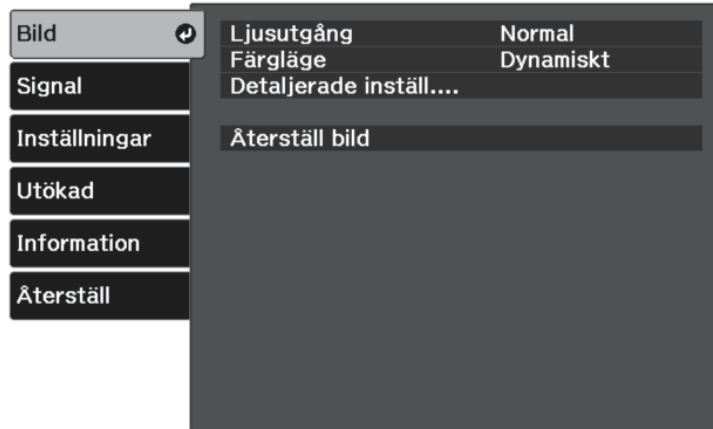 Bild
Signal
Inställningar
Utökad
Information
Återställ
Ljusutgång Normal
Färgläge Dynamiskt
Detaljerade inställ....
Återställ bild